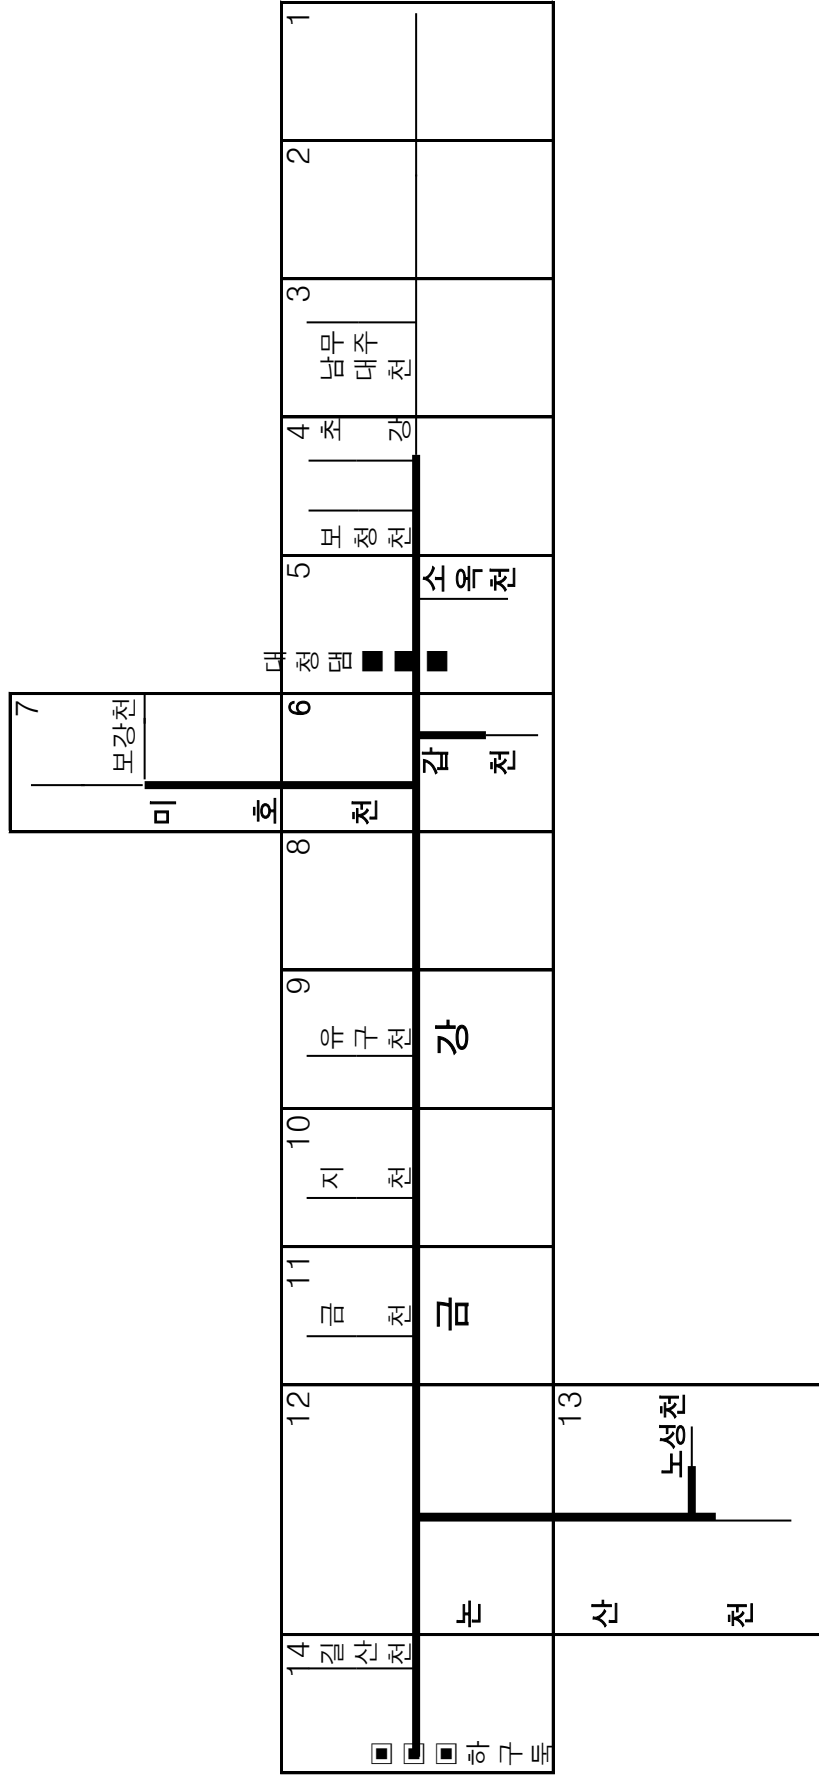 1
2
3
남대천
무주
4
초강
보청천
5
소옥천
대청댐
6
갑천
7
보강천
미호천
8
9
유구천
강
10
지천
11
금천
금
12
13
노성천
논산천
14
길산천
하구둑